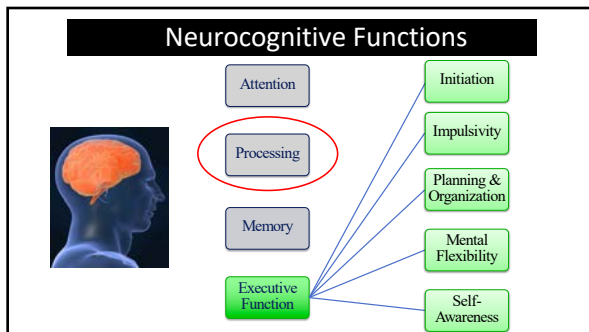 Neurocognitive Functions
Attention
Processing
Memory
Executive
Function
Initiation
Impulsivity
Planning &
Organization
Mental
Flexibility
Self-
Awareness